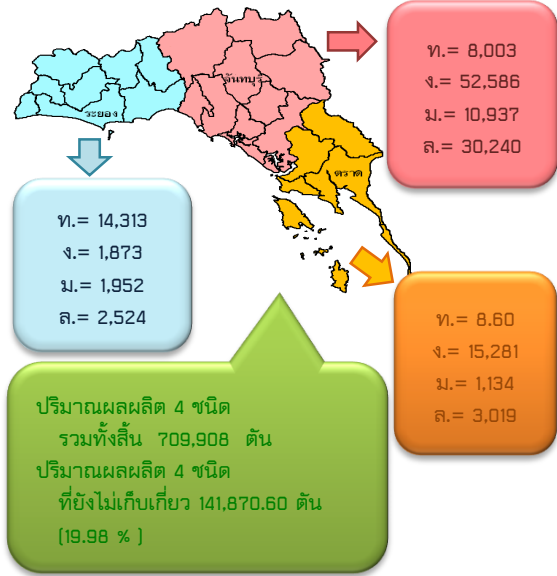 จันทบุรี
ระยอง
ตราด
ท.= 8,003
ง.= 52,586
ม.= 10,937
ล.= 30,240
ท.= 14,313
ง.= 1,873
ม.= 1,952
ล.= 2,524
ท.= 8.60
ง.= 15,281
ม.= 1,134
ล.= 3,019
ปริมาณผลผลิต 4 ชนิด
รวมทั้งสิ้น 709,908 ตัน
ปริมาณผลผลิต 4 ชนิด
ที่ยังไม่เก็บเกี่ยว 141,870.60 ตัน
(19.98 % )